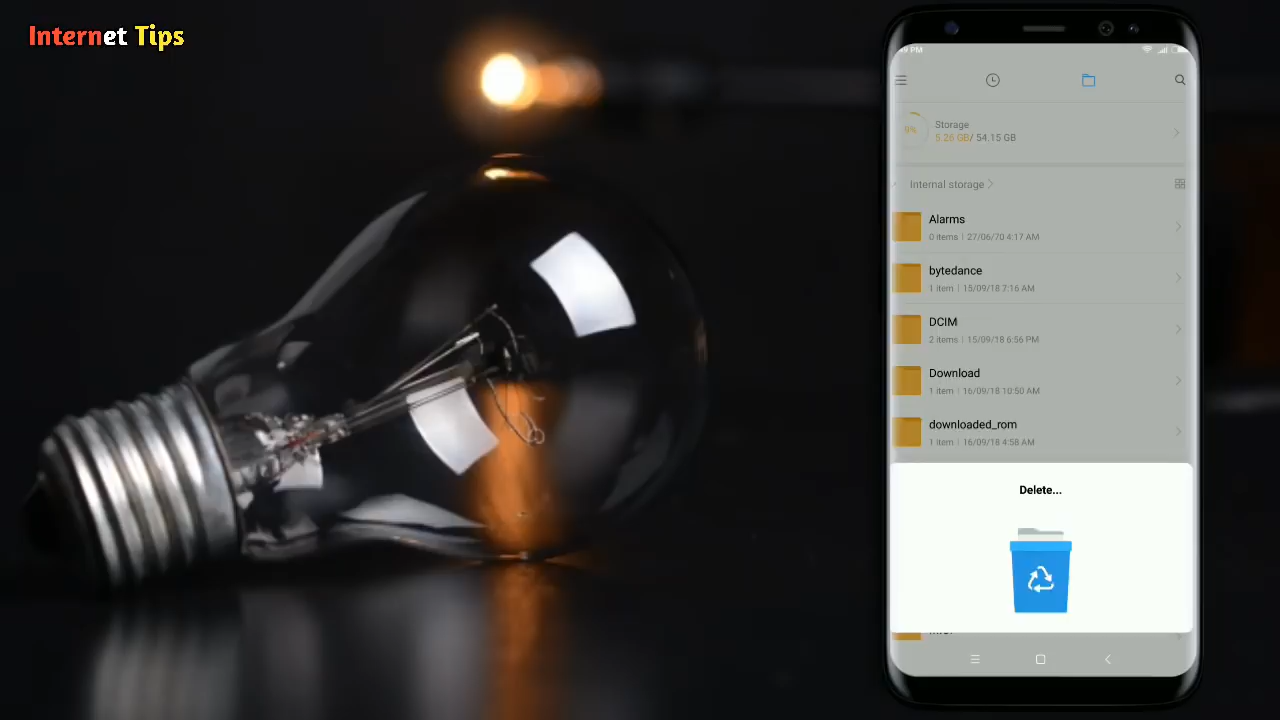 Internet Tips
:49 PM
Storage
9%
5.26 GB/ 54.15 GB
Internal storage
Alarms
0 items | 27/06/70 4:17 AM
bytedance
1 item | 15/09/18 7:16 AM
DCIM
2 items | 15/09/18 6:56 PM
Download
1 item | 16/09/18 10:50 AM
downloaded_rom
1 item | 16/09/18 4:58 AM
Delete...